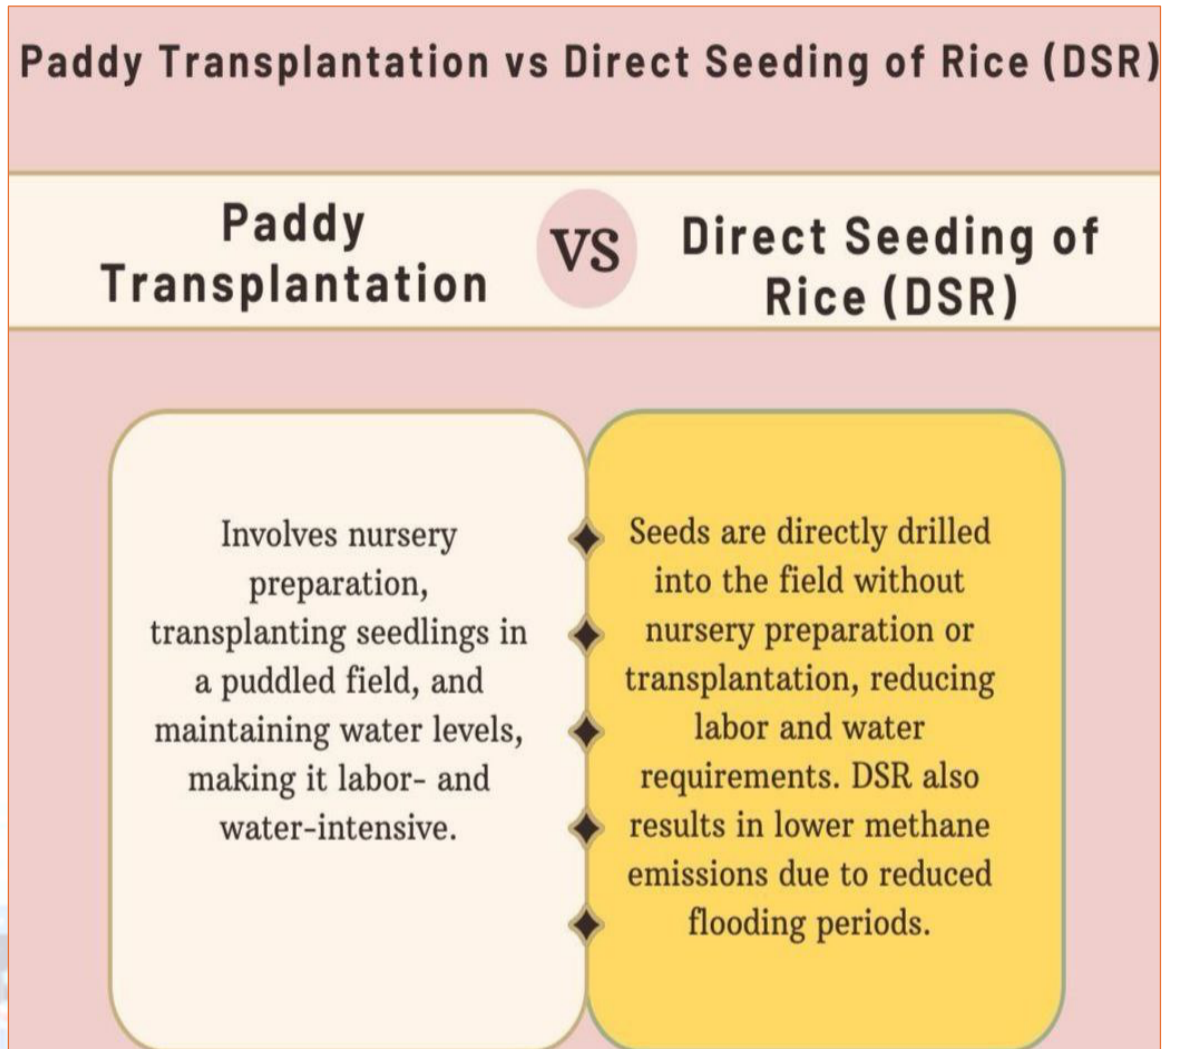 Paddy Transplantation vs Direct Seeding of Rice (DSR)
Paddy
Transplantation
VS
Direct Seeding of
Rice (DSR)
Involves nursery
preparation,
transplanting seedlings in
a puddled field, and
maintaining water levels,
making it labor- and
water-intensive.
Seeds are directly drilled
into the field without
nursery preparation or
transplantation, reducing
labor and water
requirements. DSR also
results in lower methane
emissions due to reduced
flooding periods.